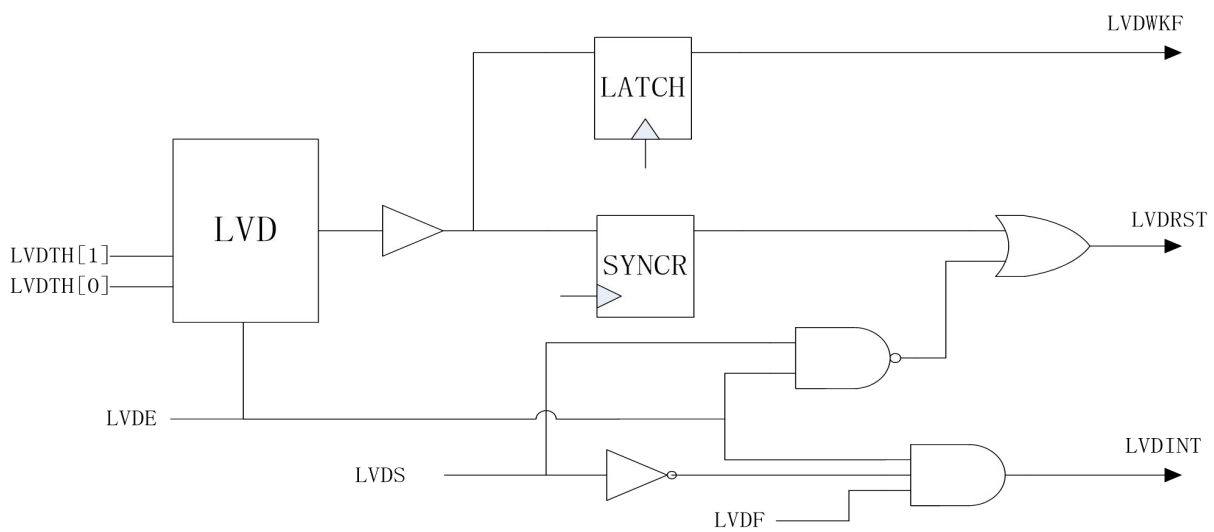 LVDWKF
LATCH
LVD
LVDRST
LVDTH[1]
SYNCR
LVDTH[0]
LVDE
LVDINT
LVDS
LVDF